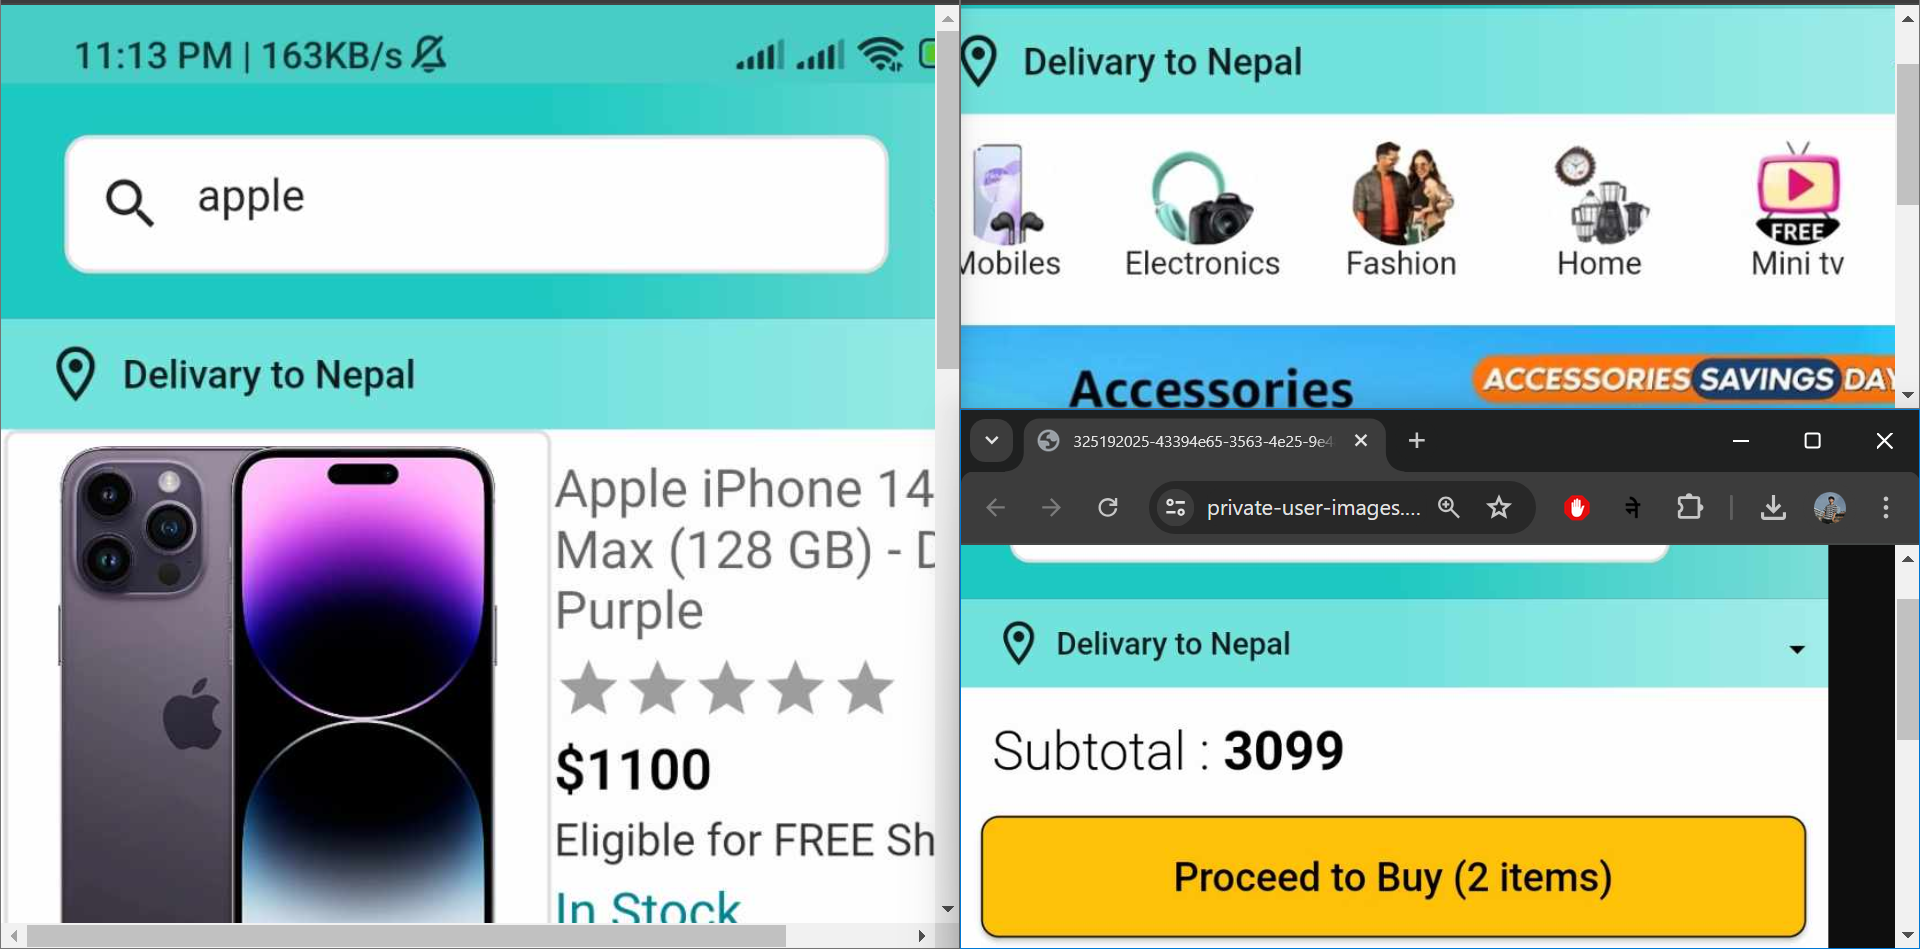 11:13 PM | 163KB/s
apple
Delivary to Nepal
Apple iPhone 14
Max (128 GB) -
Purple
$1100
Eligible for FREE Sh
In Stock
Delivary to Nepal
FREE
Mobiles Electronics Fashion Home Mini tv
Accessories
ACCESSORIES SAVINGS DAY
325192025-43394e65-3563-4e25-9e4
private-user-images....
ने
Delivary to Nepal
Subtotal : 3099
Proceed to Buy (2 items)